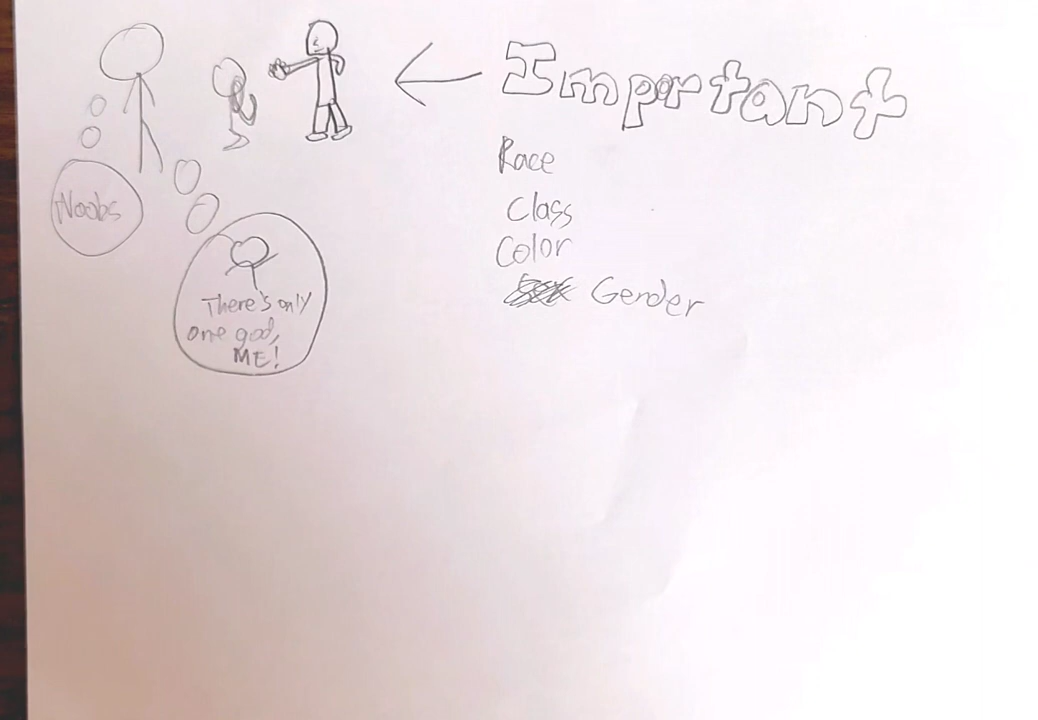 Important
Race
Class
Color
Gender
Noobs
There's only
one god,
ME!